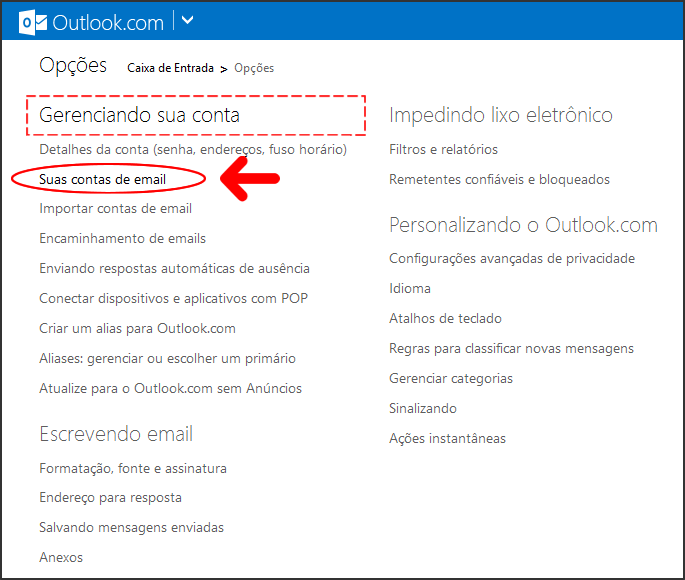 Outlook.com
Opções Caixa de Entrada > Opções
Gerenciando sua conta
Detalhes da conta (senha, endereços, fuso horário)
Suas contas de email
Importar contas de email
Encaminhamento de emails
Enviando respostas automáticas de ausência
Conectar dispositivos e aplicativos com POP
Criar um alias para Outlook.com
Aliases: gerenciar ou escolher um primário
Atualize para o Outlook.com sem Anúncios
Escrevendo email
Formatação, fonte e assinatura
Endereço para resposta
Salvando mensagens enviadas
Anexos
Impedindo lixo eletrônico
Filtros e relatórios
Remetentes confiáveis e bloqueados
Personalizando o Outlook.com
Configurações avançadas de privacidade
Idioma
Atalhos de teclado
Regras para classificar novas mensagens
Gerenciar categorias
Sinalizando
Ações instantâneas